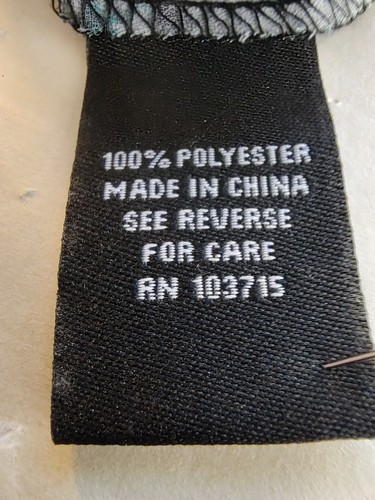 100% POLYESTER
MADE IN CHINA
SEE REVERSE
FOR CARE
RN 103715